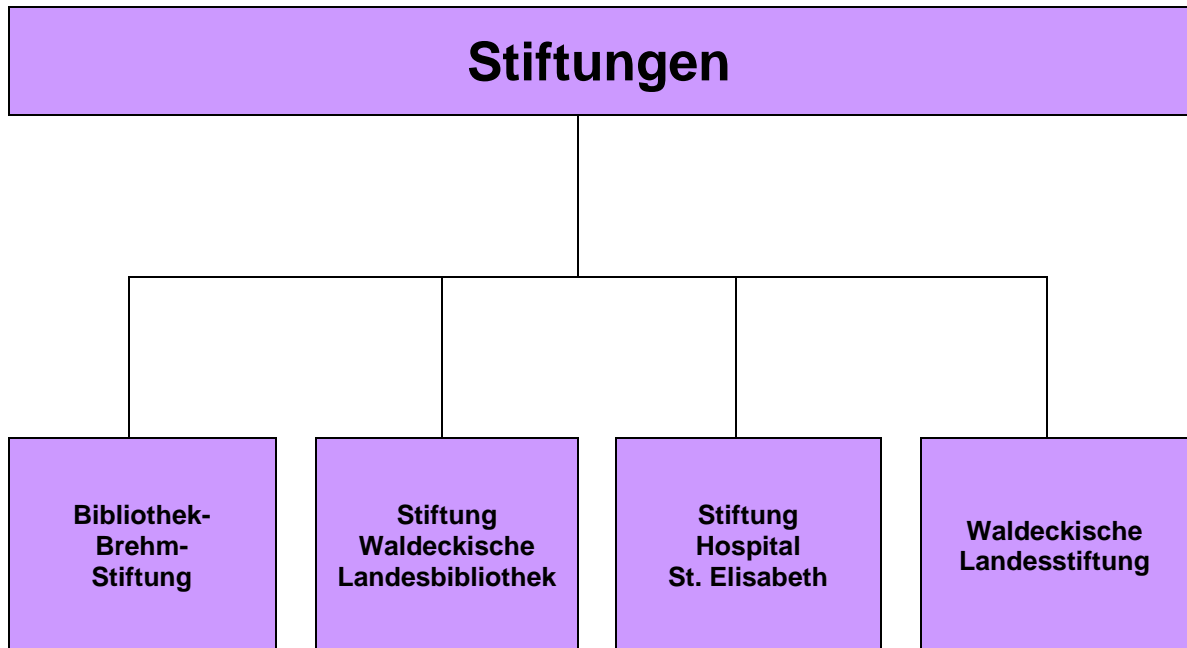 Stiftungen
Bibliothek-
Brehm-
Stiftung
Stiftung
Waldeckische
Landesbibliothek
Stiftung
Hospital
St. Elisabeth
Waldeckische
Landesstiftung